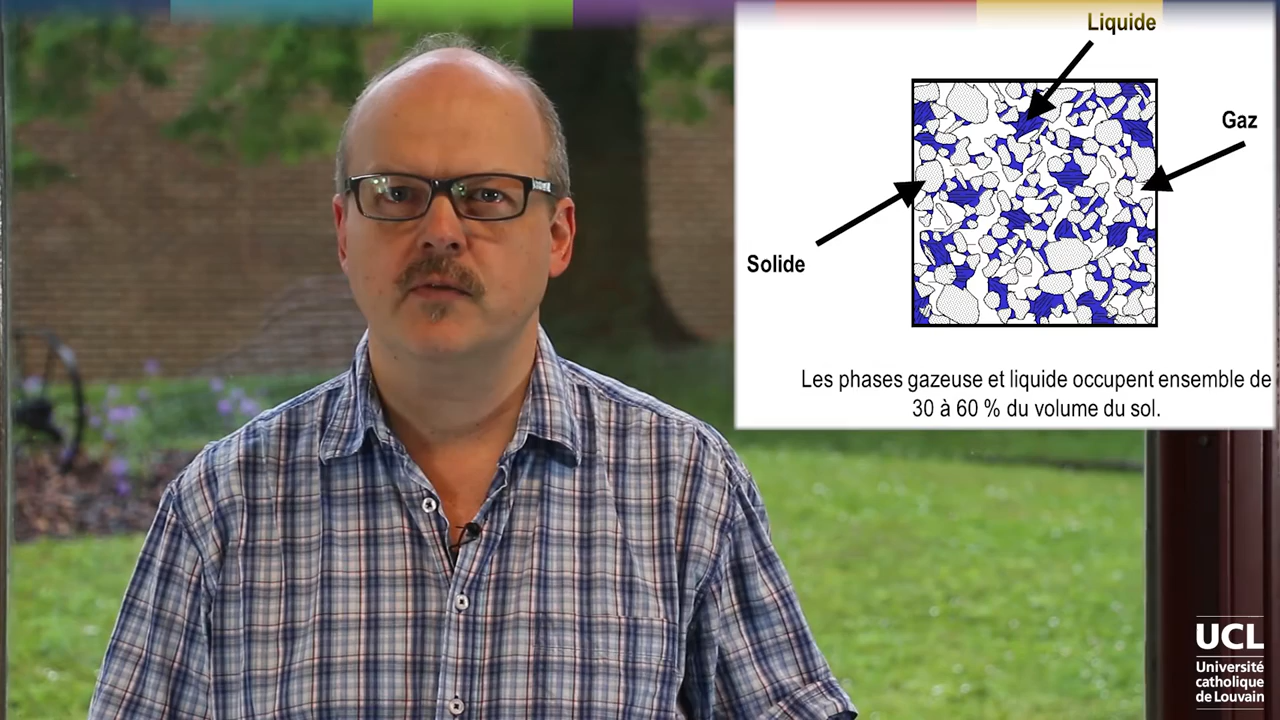 Liquide
Gaz
Solide
Les phases gazeuse et liquide occupent ensemble de
30 à 60 % du volume du sol.
UCL
Université
catholique
de Louvain